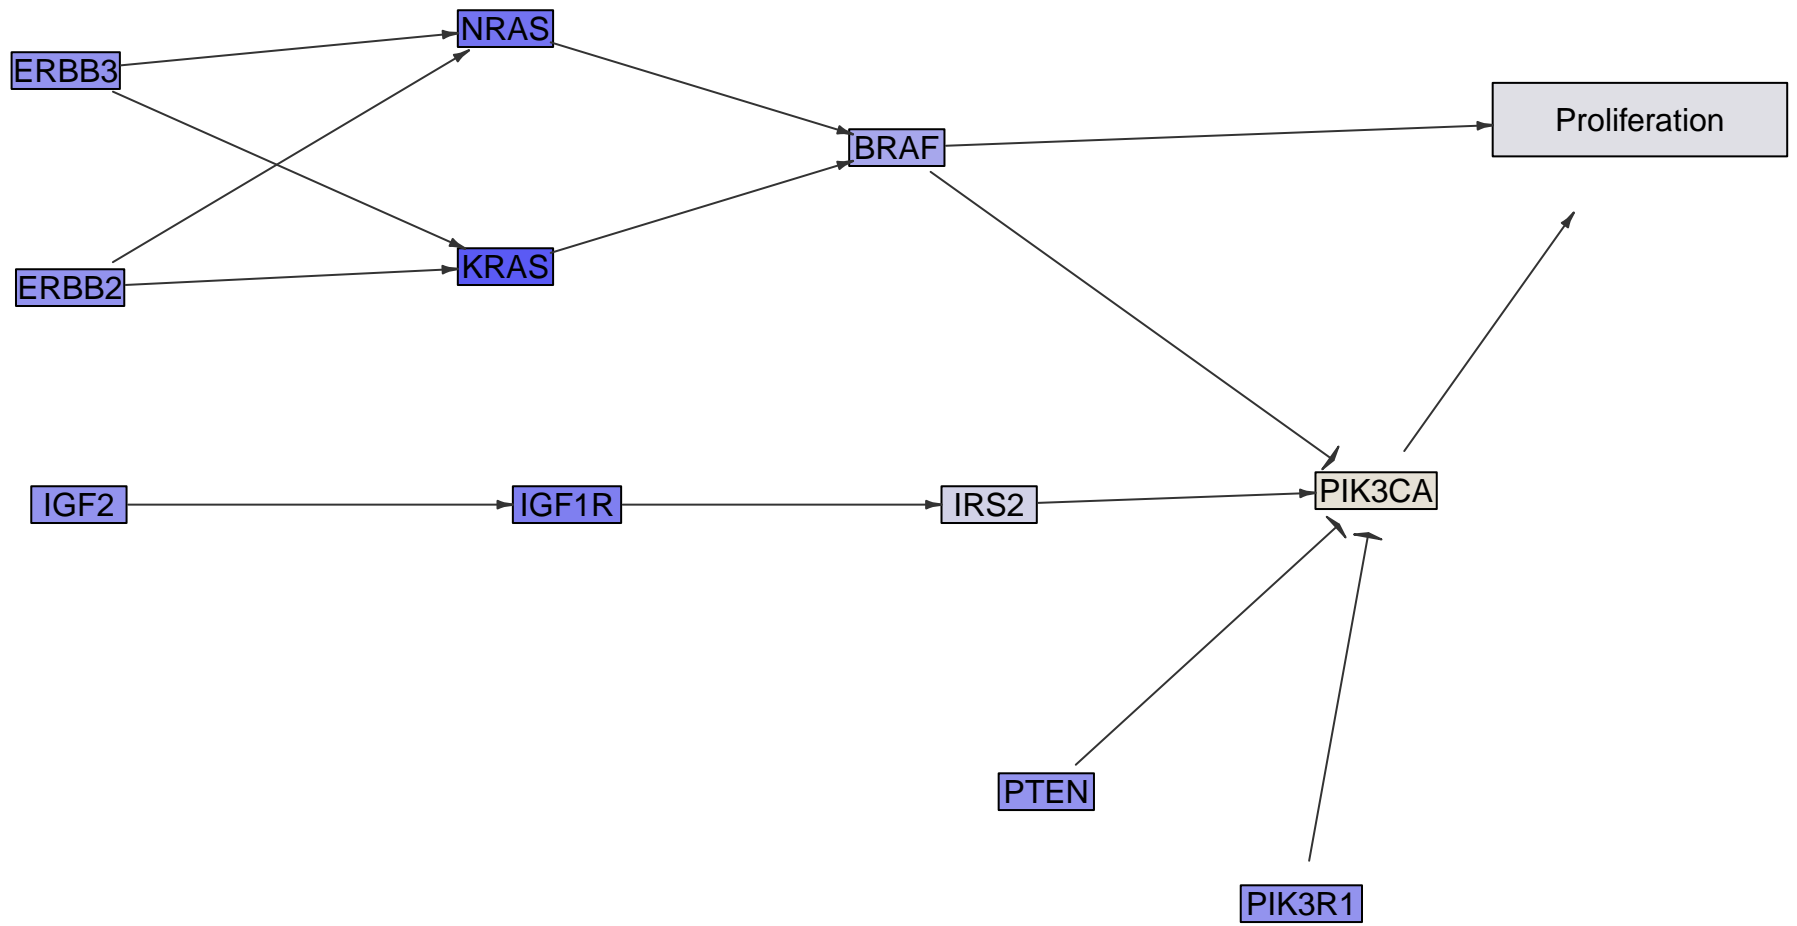 NRAS
ERBB3
Proliferation
BRAF
KRAS
ERBB2
PIK3CA
IGF2
IGF1R
IRS2
PTEN
PIK3R1